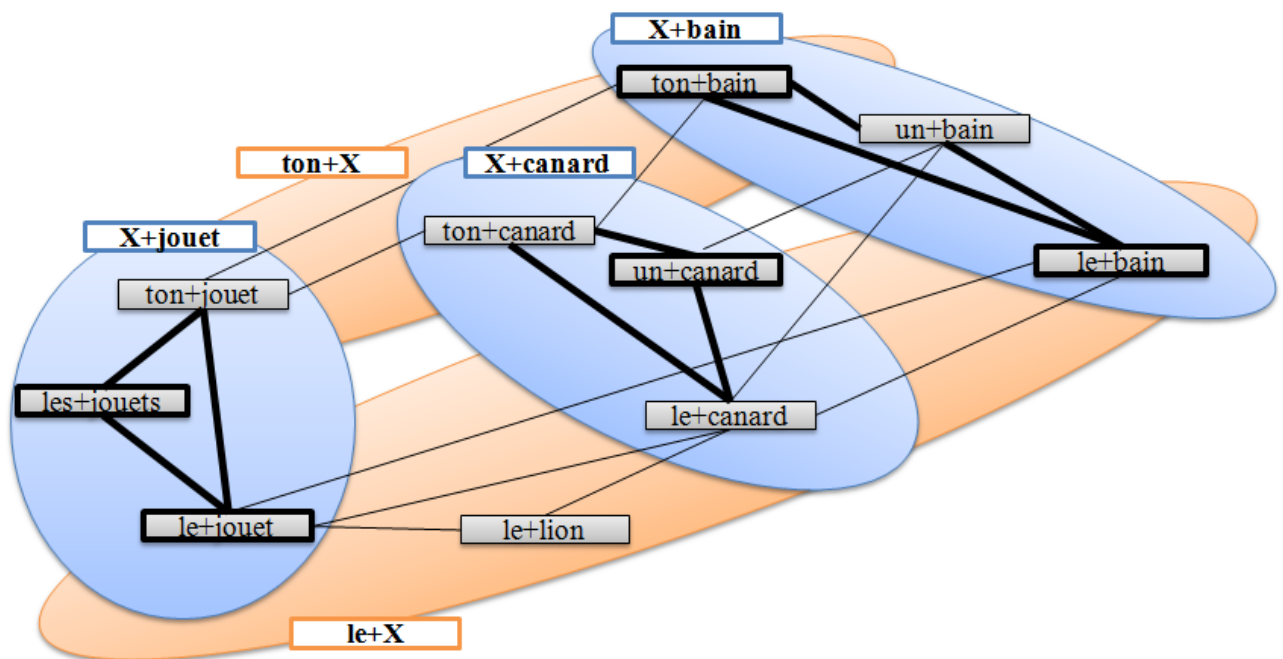 X+bain
ton+bain
un+bain
ton+X
X+canard
X+jouet
ton+canard
un+canard
le+bain
ton+jouet
les+jouets
le+canard
le+jouet
le+lion
le+X